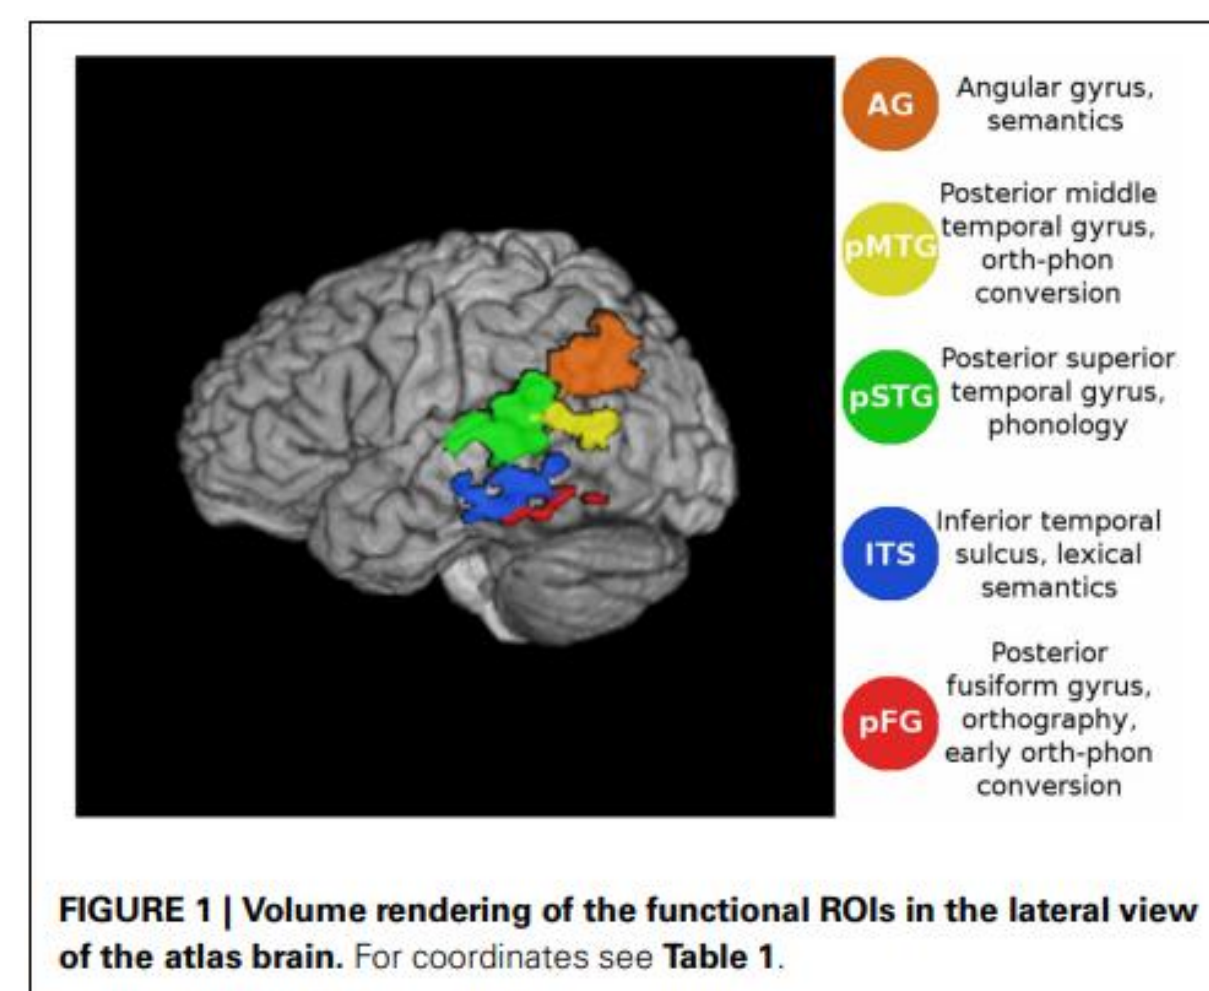 AG
Angular gyrus,
semantics
pMTG
Posterior middle
temporal gyrus,
orth-phon
conversion
pSTG
Posterior superior
temporal gyrus,
phonology
ITS
Inferior temporal
sulcus, lexical
semantics
pFG
Posterior
fusiform gyrus,
orthography,
early orth-phon
conversion
FIGURE 1 | Volume rendering of the functional ROIs in the lateral view
of the atlas brain. For coordinates see Table 1.